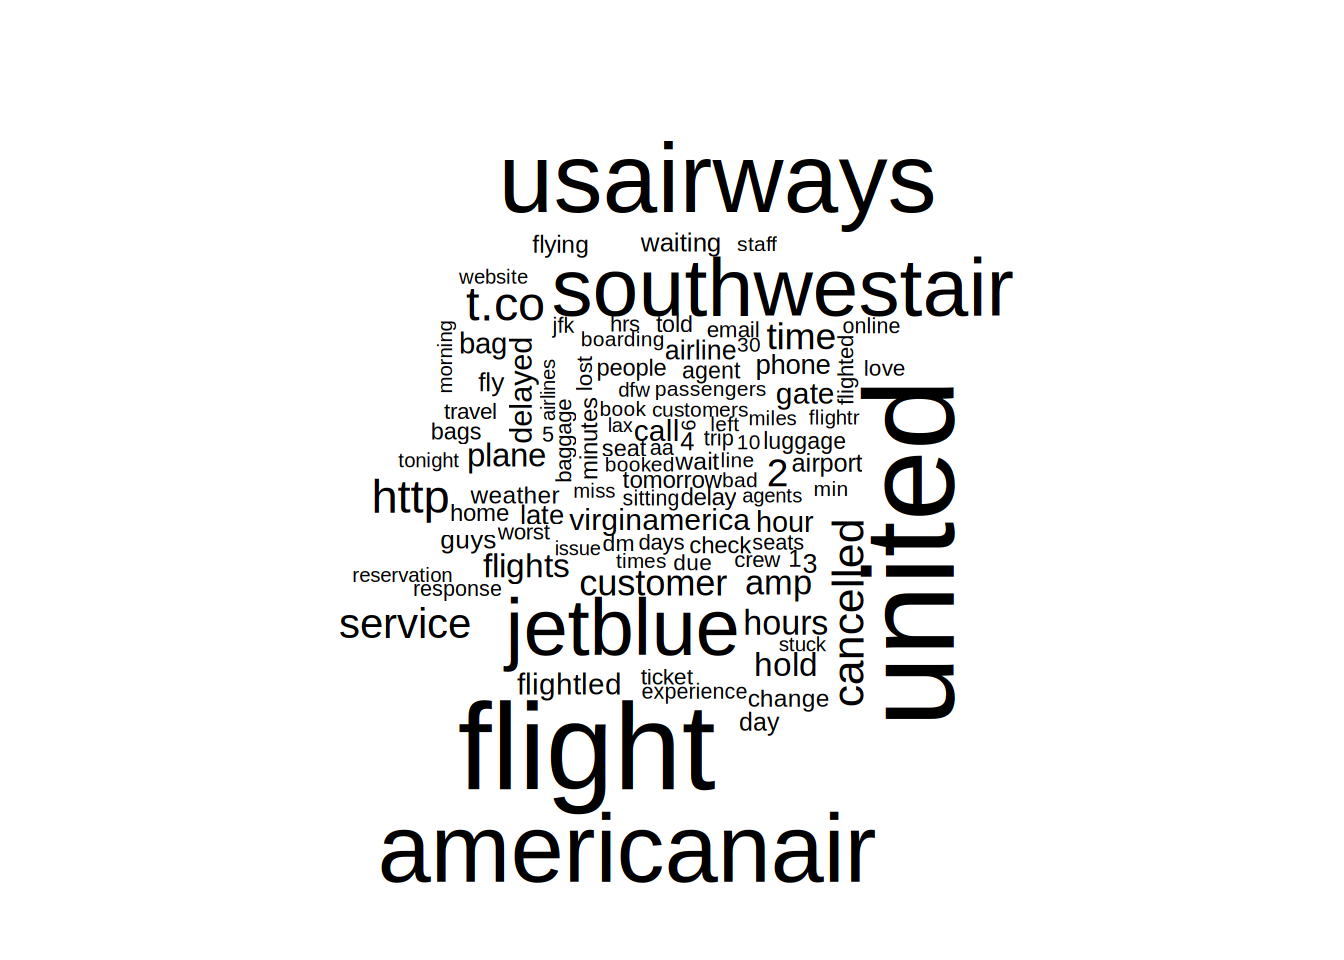 usairways
flying
waiting
staff
website
southwestair
t.co
jfk
hrs
told
email
online
morning
bag
delayed
boarding
airline
30
time
phone
flighted
love
fly
airlines
lost
people
agent
dfw
passengers
gate
travel
book
customers
miles
flightr
bags
5
baggage
minutes
lax
call
6
left
4
trip
10
luggage
tonight
plane
seat
aa
booked
wait
line
2
airport
tomorrow
bad
united
http
weather
miss
sitting
delay
agents
min
home
late
virginamerica
hour
guys
worst
issue
dm
days
check
seats
cancelled
flights
times
due
crew
1
3
reservation
response
customer
amp
service
jetblue
hours
stuck
hold
flightled
ticket
experience
change
day
flight
americanair